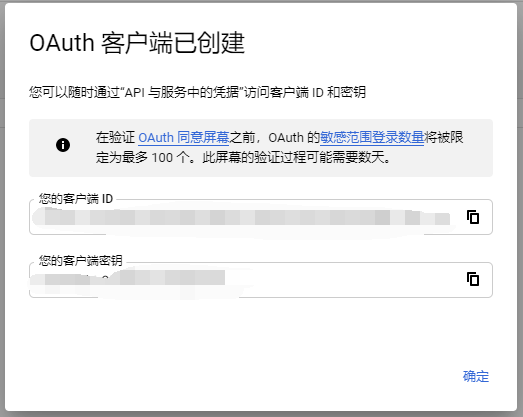 OAuth 客户端已创建
您可以随时通过“API 与服务中的凭据”访问客户端 ID 和密钥
在验证 OAuth 同意屏幕之前，OAuth 的敏感范围登录数量将被限
定为最多 100 个。此屏幕的验证过程可能需要数天。
您的客户端 ID
您的客户端密钥
确定